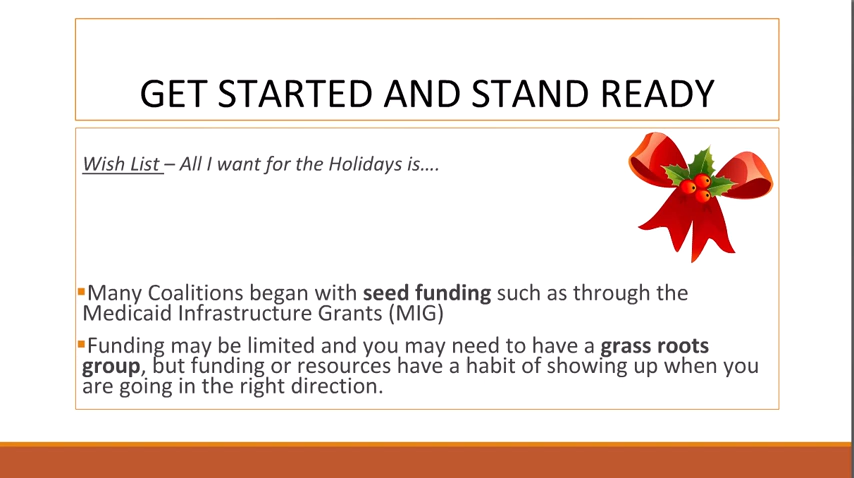 GET STARTED AND STAND READY
Wish List – All I want for the Holidays is….
▪Many Coalitions began with seed funding such as through the
Medicaid Infrastructure Grants (MIG)
▪Funding may be limited and you may need to have a grass roots
group, but funding or resources have a habit of showing up when you
are going in the right direction.